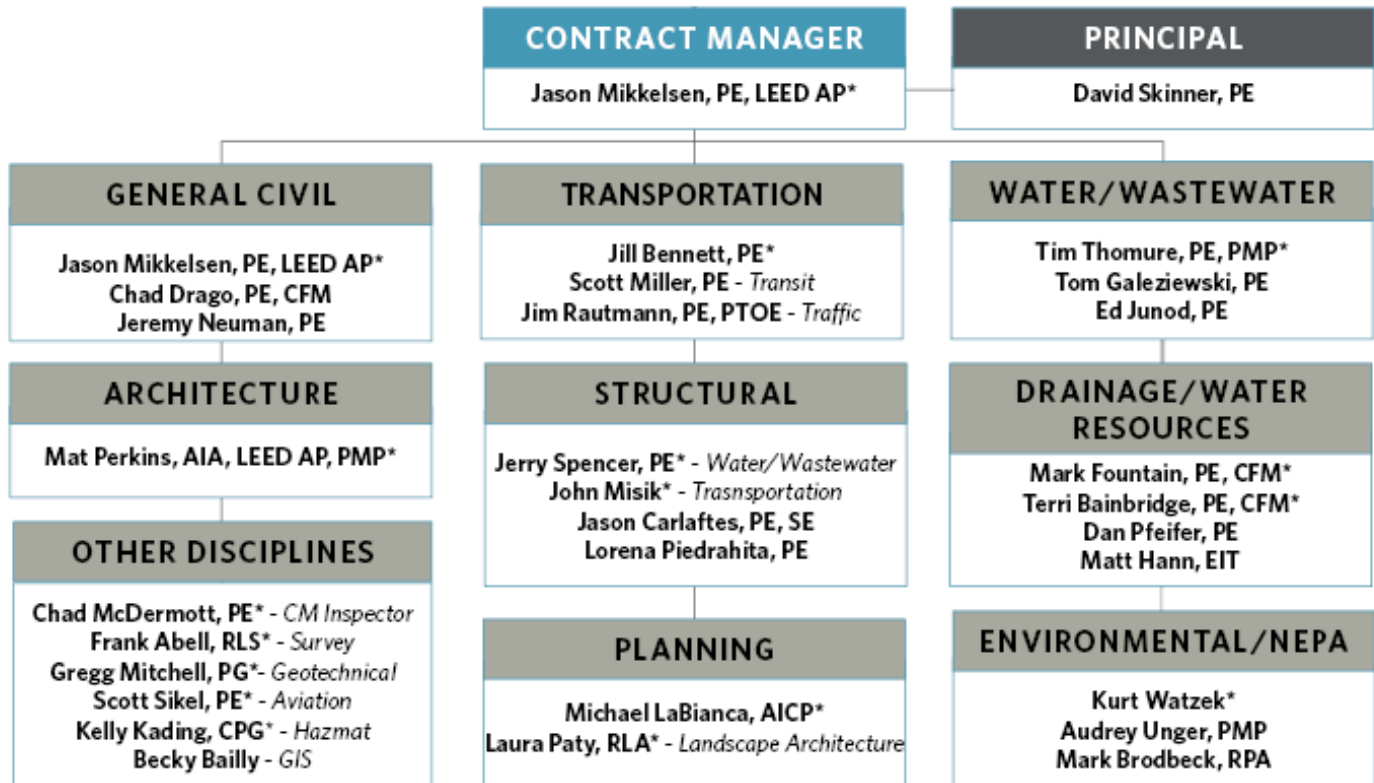 CONTRACT MANAGER
Jason Mikkelsen, PE, LEED AP*
PRINCIPAL
David Skinner, PE
GENERAL CIVIL
Jason Mikkelsen, PE, LEED AP*
Chad Drago, PE, CFM
Jeremy Neuman, PE
TRANSPORTATION
Jill Bennett, PE*
Scott Miller, PE - Transit
Jim Rautmann, PE, PTOE - Traffic
WATER/WASTEWATER
Tim Thomure, PE, PMP*
Tom Galeziewski, PE
Ed Junod, PE
ARCHITECTURE
Mat Perkins, AIA, LEED AP, PMP*
STRUCTURAL
Jerry Spencer, PE* - Water/Wastewater
John Misik* - Trasnsportation
Jason Carlaftes, PE, SE
Lorena Piedrahita, PE
DRAINAGE/WATER
RESOURCES
Mark Fountain, PE, CFM*
Terri Bainbridge, PE, CFM*
Dan Pfeifer, PE
Matt Hann, EIT
OTHER DISCIPLINES
Chad McDermott, PE* - CM Inspector
Frank Abell, RLS* - Survey
Gregg Mitchell, PG*- Geotechnical
Scott Sikel, PE* - Aviation
Kelly Kading, CPG* - Hazmat
Becky Bailly - GIS
PLANNING
Michael LaBianca, AICP*
Laura Paty, RLA* - Landscape Architecture
ENVIRONMENTAL/NEPA
Kurt Watzek*
Audrey Unger, PMP
Mark Brodbeck, RPA